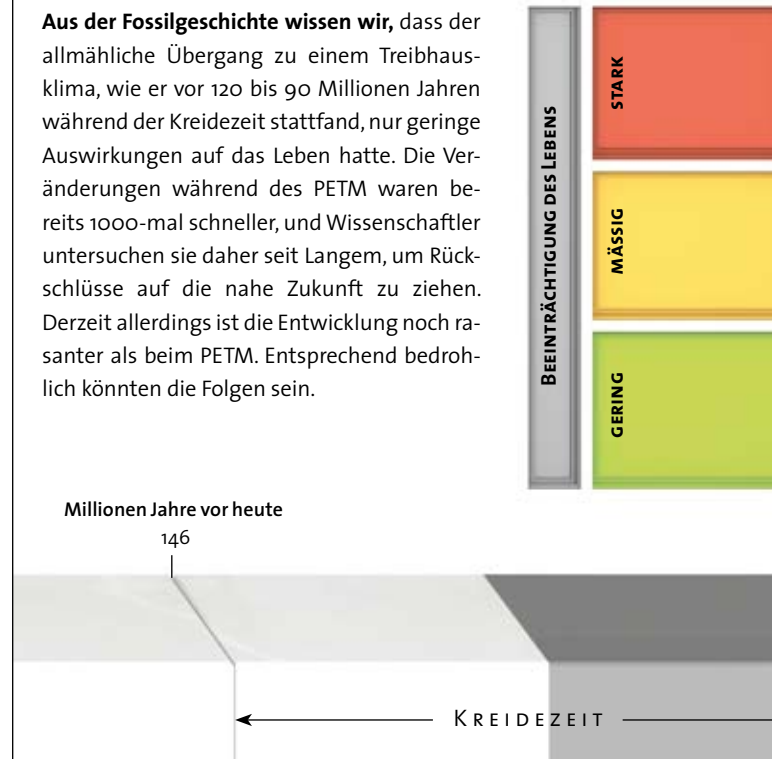 Aus der Fossilgeschichte wissen wir, dass der
allmähliche Übergang zu einem Treibhaus-
klima, wie er vor 120 bis 90 Millionen Jahren
während der Kreidezeit stattfand, nur geringe
Auswirkungen auf das Leben hatte. Die Ver-
änderungen während des PETM waren be-
reits 1000-mal schneller, und Wissenschaftler
untersuchen sie daher seit Langem, um Rück-
schlüsse auf die nahe Zukunft zu ziehen.
Derzeit allerdings ist die Entwicklung noch ra-
santer als beim PETM. Entsprechend bedroh-
lich könnten die Folgen sein.
BEEINTRÄCHTIGUNG DES LEBENS
STARK
MÄSSIG
GERING
Millionen Jahre vor heute
146
KREIDEZEIT